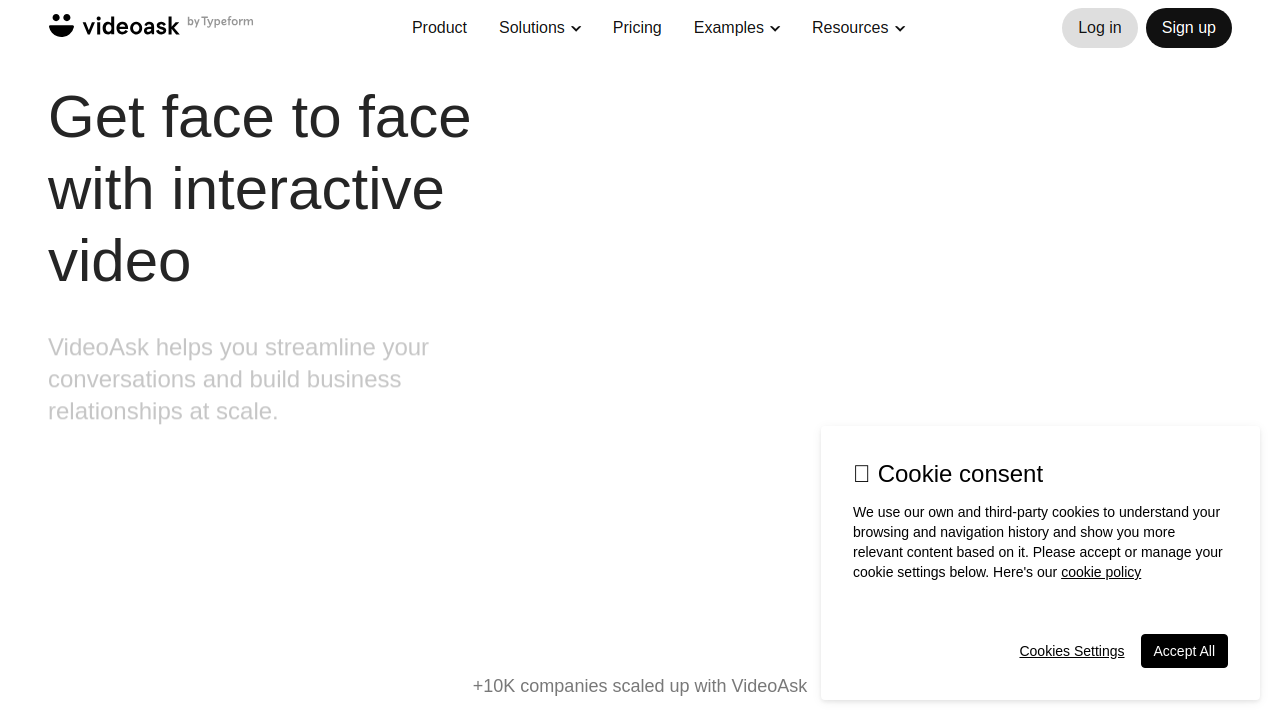 videoask by Typeform
Product
Solutions
Pricing
Examples
Resources
Log in
Sign up
Get face to face
with interactive
video
VideoAsk helps you streamline your
conversations and build business
relationships at scale.
Cookie consent
We use our own and third-party cookies to understand your
browsing and navigation history and show you more
relevant content based on it. Please accept or manage your
cookie settings below. Here's our cookie policy
Cookies Settings
Accept All
+10K companies scaled up with VideoAsk